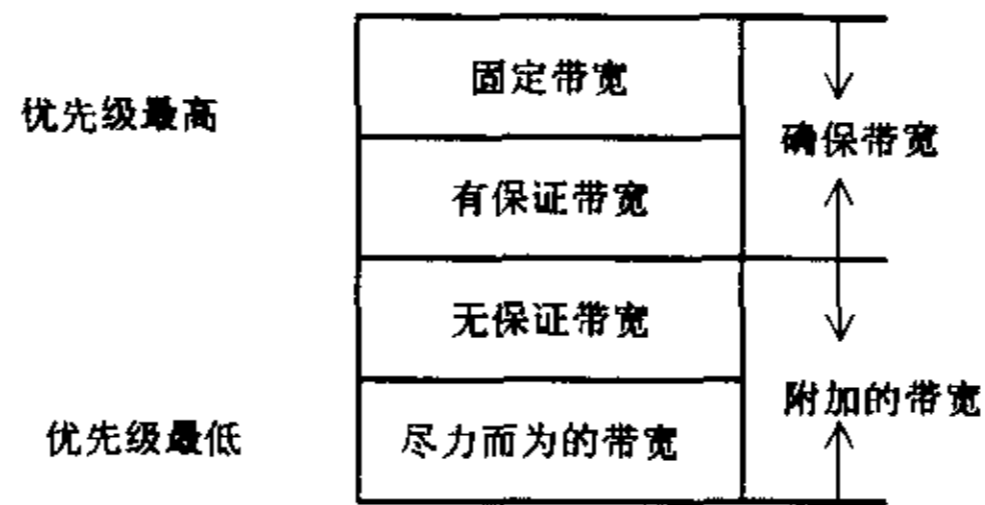 固定带宽
优先级最高
确保带宽
有保证带宽
无保证带宽
附加的带宽
优先级最低
尽力而为的带宽